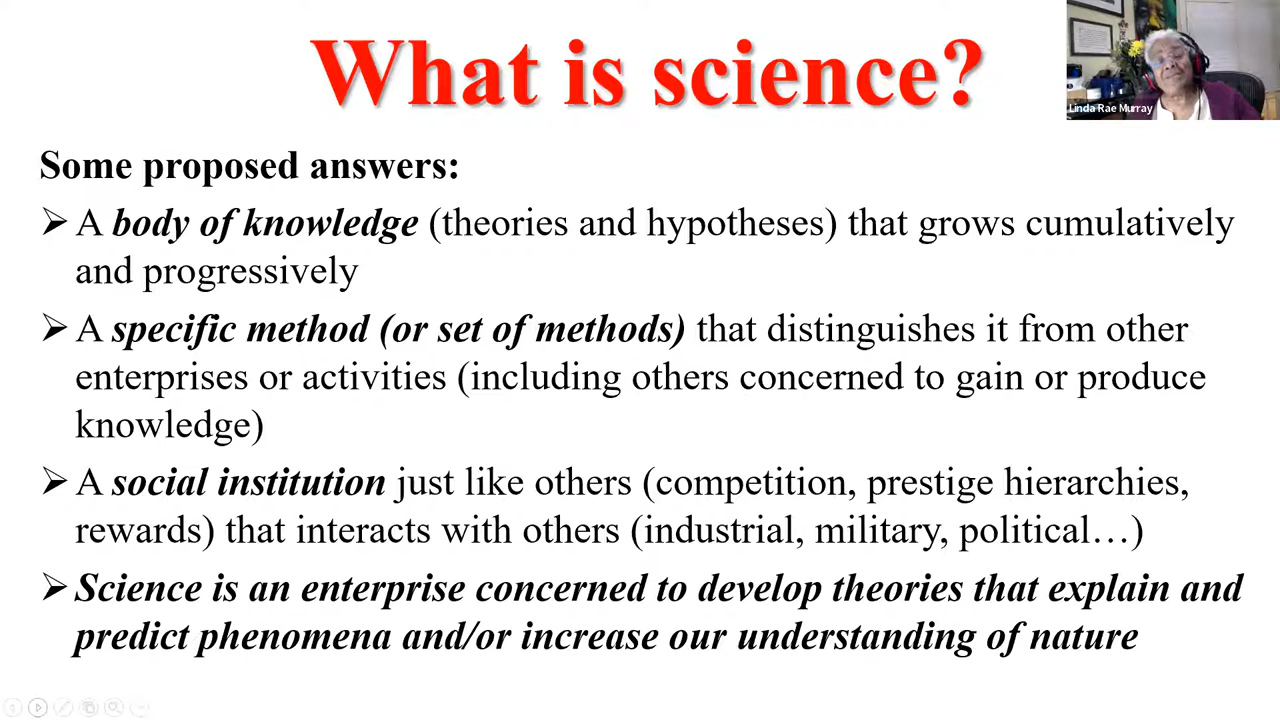 What is science?
Linda Rae Murray
Some proposed answers:
➢ A body of knowledge (theories and hypotheses) that grows cumulatively
and progressively
➢ A specific method (or set of methods) that distinguishes it from other
enterprises or activities (including others concerned to gain or produce
knowledge)
➢ A social institution just like others (competition, prestige hierarchies,
rewards) that interacts with others (industrial, military, political…)
➢ Science is an enterprise concerned to develop theories that explain and
predict phenomena and/or increase our understanding of nature